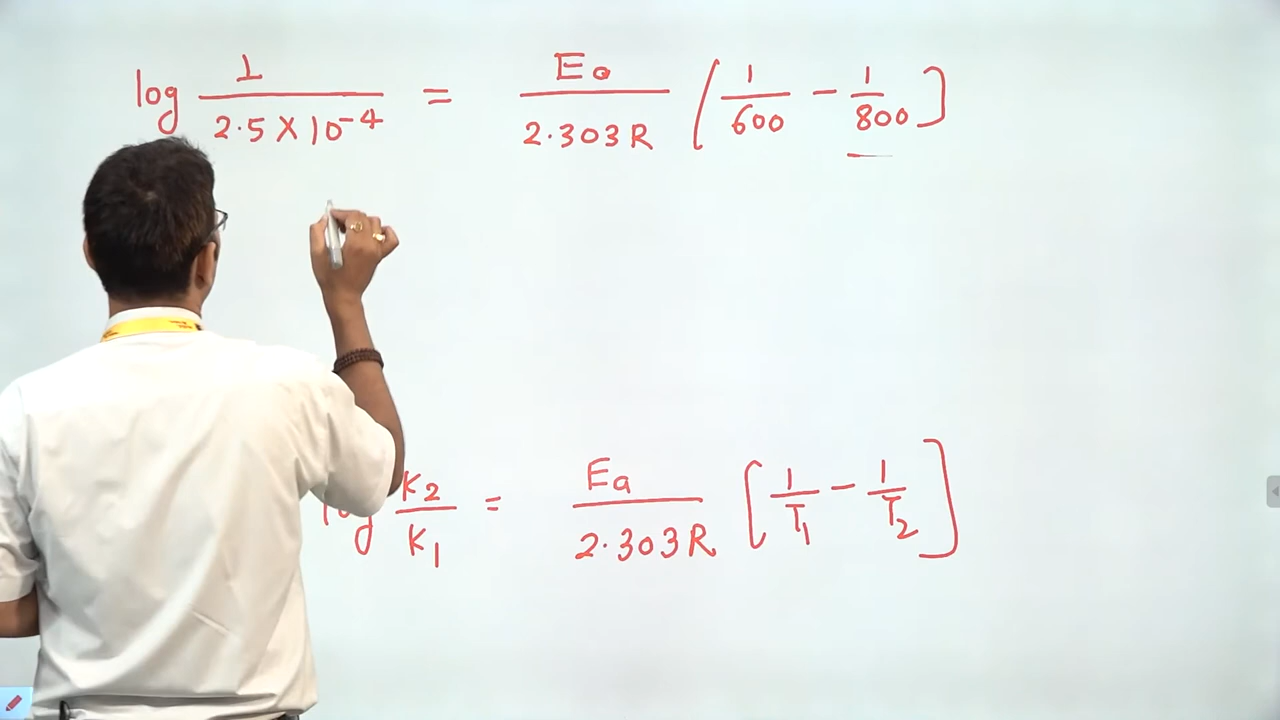 log 1 / 2.5 X 10⁻⁴ = Ea / 2.303R (1/600 - 1/800]
K2/K1 = Ea / 2.303R [1/T1 - 1/T2]